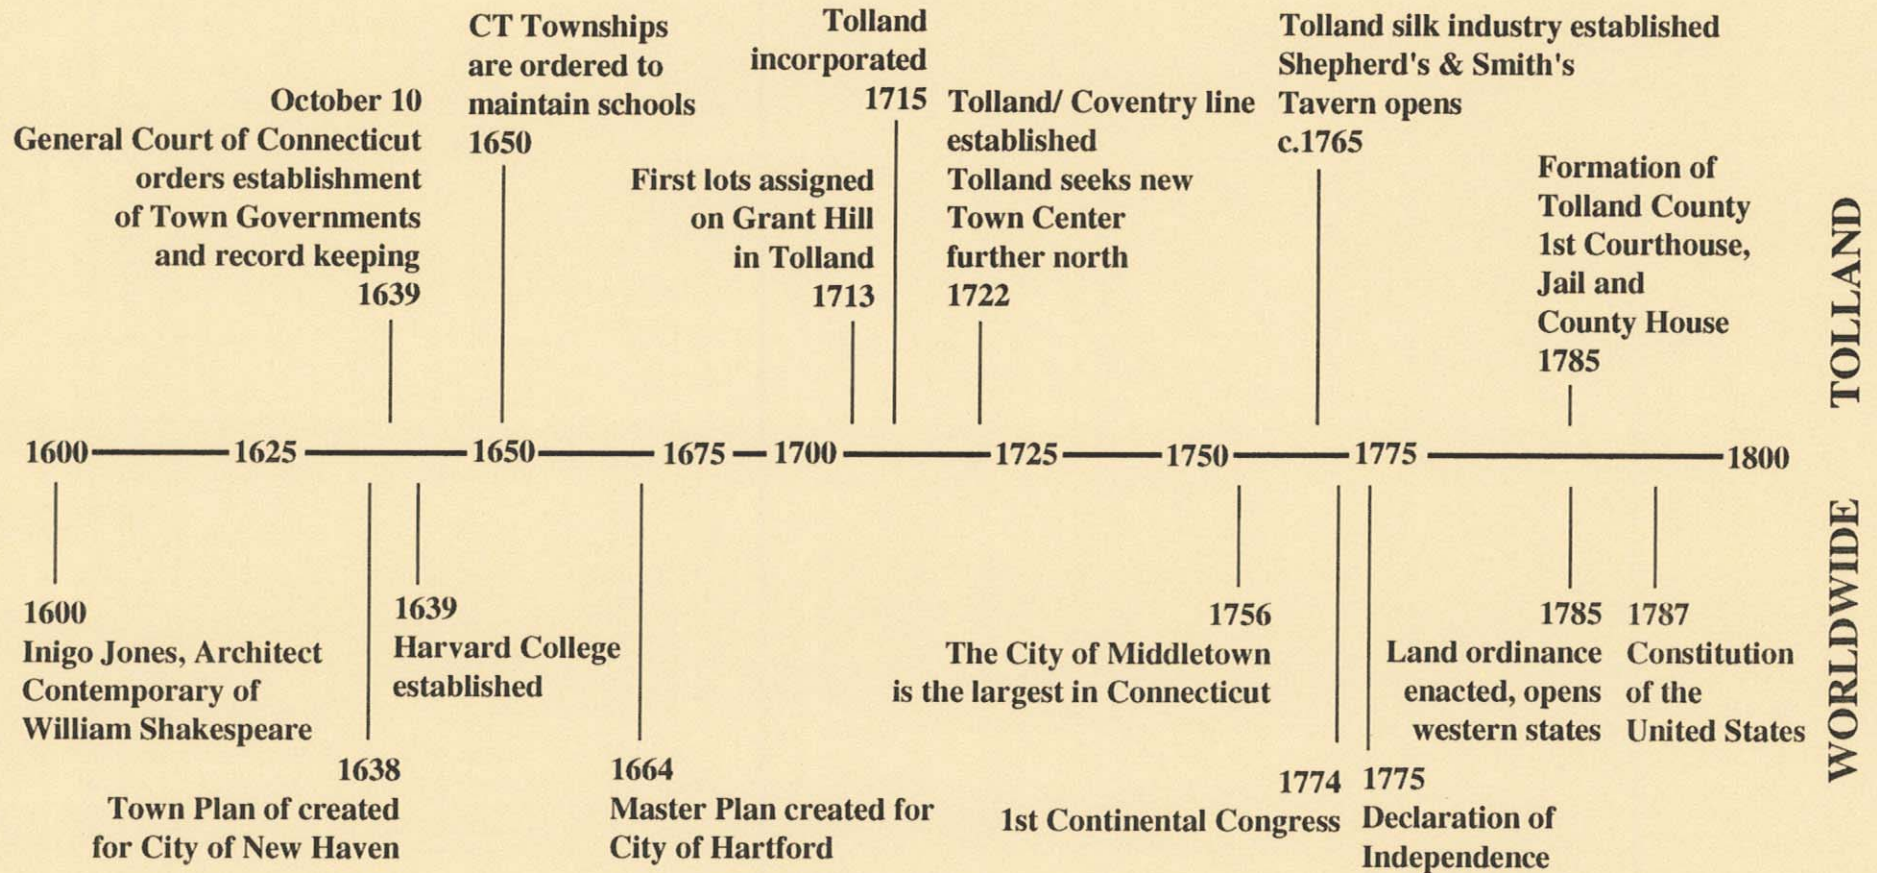 October 10
General Court of Connecticut
orders establishment
of Town Governments
and record keeping
1639
CT Townships
are ordered to
maintain schools
1650
First lots assigned
on Grant Hill
in Tolland
1713
Tolland
incorporated
1715
Tolland/ Coventry line
established
Tolland seeks new
Town Center
further north
1722
Tolland silk industry established
Shepherd's & Smith's
Tavern opens
c.1765
Formation of
Tolland County
1st Courthouse,
Jail and
County House
1785
TOLLAND
1600 1625 1650 1675 1700 1725 1750 1775 1800
WORLDWIDE
1600
Inigo Jones, Architect
Contemporary of
William Shakespeare
1638
Town Plan of created
for City of New Haven
1639
Harvard College
established
1664
Master Plan created for
City of Hartford
1756
The City of Middletown
is the largest in Connecticut
1774
1st Continental Congress
1775
Declaration of
Independence
1785
Land ordinance
enacted, opens
western states
1787
Constitution
of the
United States